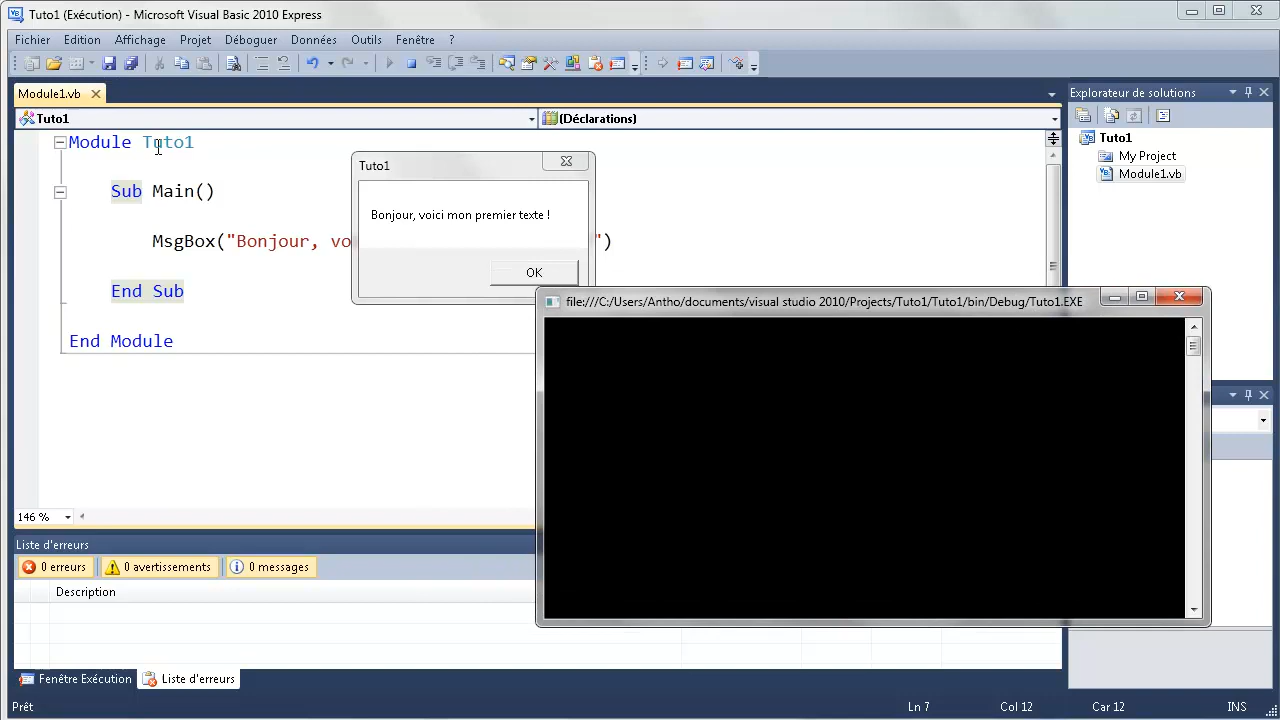 Tuto1 (Exécution) - Microsoft Visual Basic 2010 Express
Fichier Edition Affichage Projet Déboguer Données Outils Fenêtre ?
Module1.vb
Explorateur de solutions
Tuto1
(Déclarations)
Tuto1
My Project
Module1.vb
Module Tuto1
Sub Main()
MsgBox("Bonjour, vo
")
End Sub
End Module
Tuto1
Bonjour, voici mon premier texte !
OK
file:///C:/Users/Antho/documents/visual studio 2010/Projects/Tuto1/Tuto1/bin/Debug/Tuto1.EXE
146 %
Liste d'erreurs
0 erreurs 0 avertissements 0 messages
Description
Fenêtre Exécution Liste d'erreurs
Prêt Ln 7 Col 12 Car 12 INS